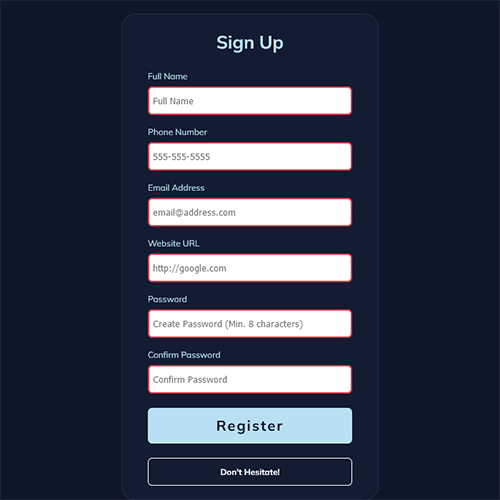 Sign Up
Full Name
Full Name
Phone Number
555-555-5555
Email Address
email@address.com
Website URL
http://google.com
Password
Create Password (Min. 8 characters)
Confirm Password
Confirm Password
Register
Don't Hesitate!